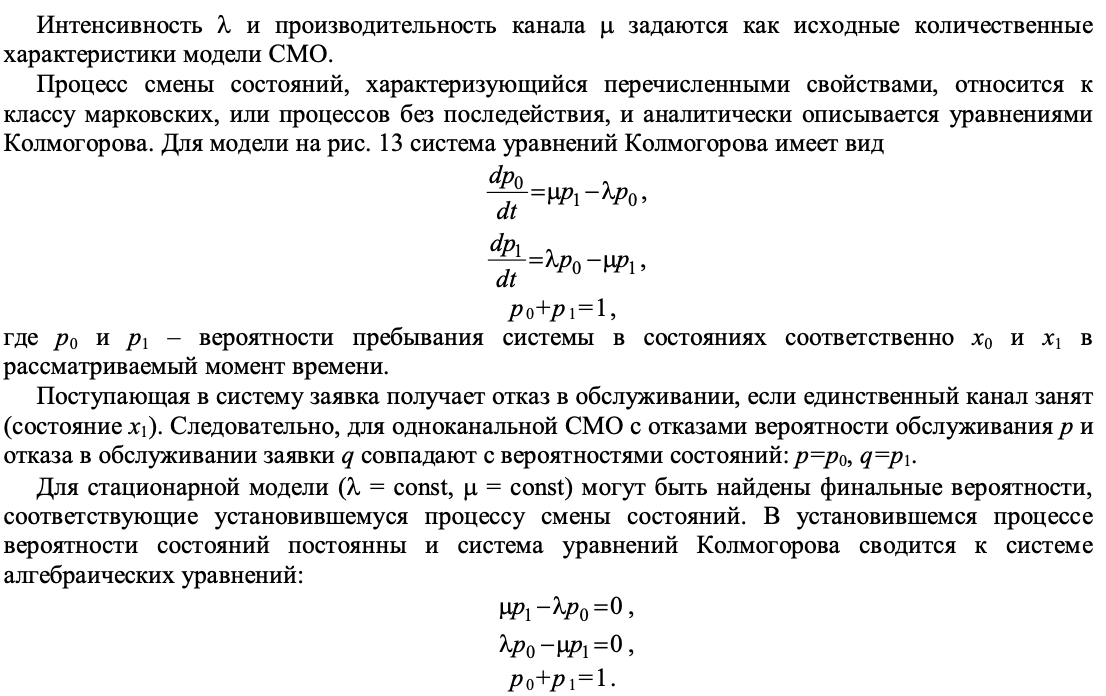 Интенсивность λ и производительность канала μ задаются как исходные количественные
характеристики модели СМО.
Процесс смены состояний, характеризующийся перечисленными свойствами, относится к
классу марковских, или процессов без последействия, и аналитически описывается уравнениями
Колмогорова. Для модели на рис. 13 система уравнений Колмогорова имеет вид
dp₀/dt=μp₁−λp₀,
dp₁/dt=λp₀−μp₁,
p₀+p₁=1,
где p₀ и p₁ – вероятности пребывания системы в состояниях соответственно x₀ и x₁ в
рассматриваемый момент времени.
Поступающая в систему заявка получает отказ в обслуживании, если единственный канал занят
(состояние x₁). Следовательно, для одноканальной СМО с отказами вероятности обслуживания p и
отказа в обслуживании заявки q совпадают с вероятностями состояний: p=p₀, q=p₁.
Для стационарной модели (λ = const, μ = const) могут быть найдены финальные вероятности,
соответствующие установившемуся процессу смены состояний. В установившемся процессе
вероятности состояний постоянны и система уравнений Колмогорова сводится к системе
алгебраических уравнений:
μp₁−λp₀=0,
λp₀−μp₁=0,
p₀+p₁=1.